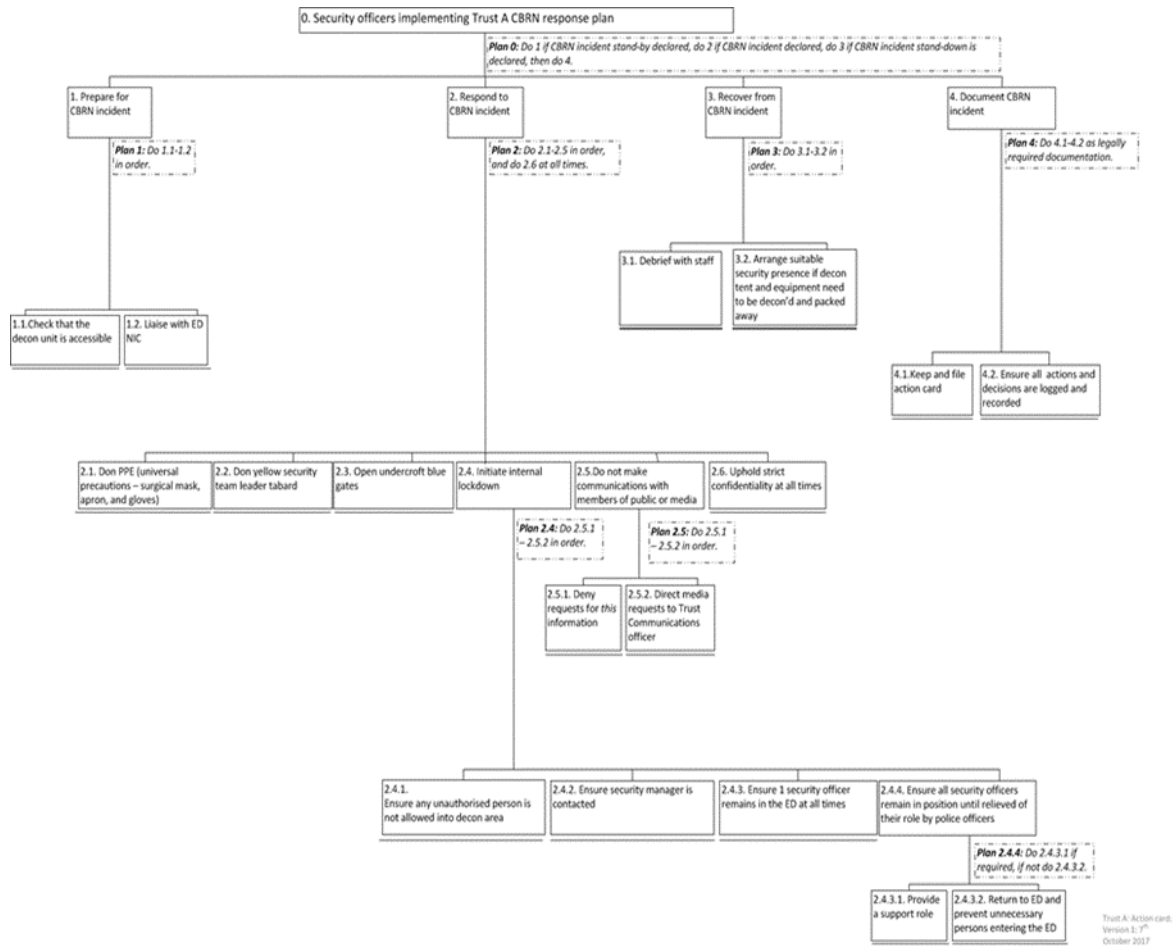 0. Security officers implementing Trust A CBRN response plan
Plan 0: Do 1 if CBRN incident stand-by declared, do 2 if CBRN incident declared, do 3 if CBRN incident stand-down is
declared, then do 4.
1. Prepare for
CBRN incident
2. Respond to
CBRN incident
3. Recover from
CBRN incident
4. Document CBRN
incident
Plan 1: Do 1.1-1.2
in order.
Plan 2: Do 2.1-2.5 in order,
and do 2.6 at all times.
Plan 3: Do 3.1-3.2 in
order.
Plan 4: Do 4.1-4.2 as legally
required documentation.
3.1. Debrief with staff
3.2. Arrange suitable
security presence if decon
tent and equipment need
to be decon'd and packed
away
1.1.Check that the
decon unit is accessible
1.2. Liaise with ED
NIC
4.1.Keep and file
action card
4.2. Ensure all actions and
decisions are logged and
recorded
2.1. Don PPE (universal
precautions – surgical mask,
apron, and gloves)
2.2. Don yellow security
team leader tabard
2.3. Open undercroft blue
gates
2.4. Initiate internal
lockdown
2.5.Do not make
communications with
members of public or media
2.6. Uphold strict
confidentiality at all times
Plan 2.4: Do 2.5.1
– 2.5.2 in order.
Plan 2.5: Do 2.5.1
– 2.5.2 in order.
2.5.1. Deny
requests for this
information
2.5.2. Direct media
requests to Trust
Communications
officer
2.4.1.
Ensure any unauthorised person is
not allowed into decon area
2.4.2. Ensure security manager is
contacted
2.4.3. Ensure 1 security officer
remains in the ED at all times
2.4.4. Ensure all security officers
remain in position until relieved of
their role by police officers
Plan 2.4.4: Do 2.4.3.1 if
required, if not do 2.4.3.2.
2.4.3.1. Provide
a support role
2.4.3.2. Return to ED and
prevent unnecessary
persons entering the ED
Trust A: Action card.
Version 1: 7th
October 2017